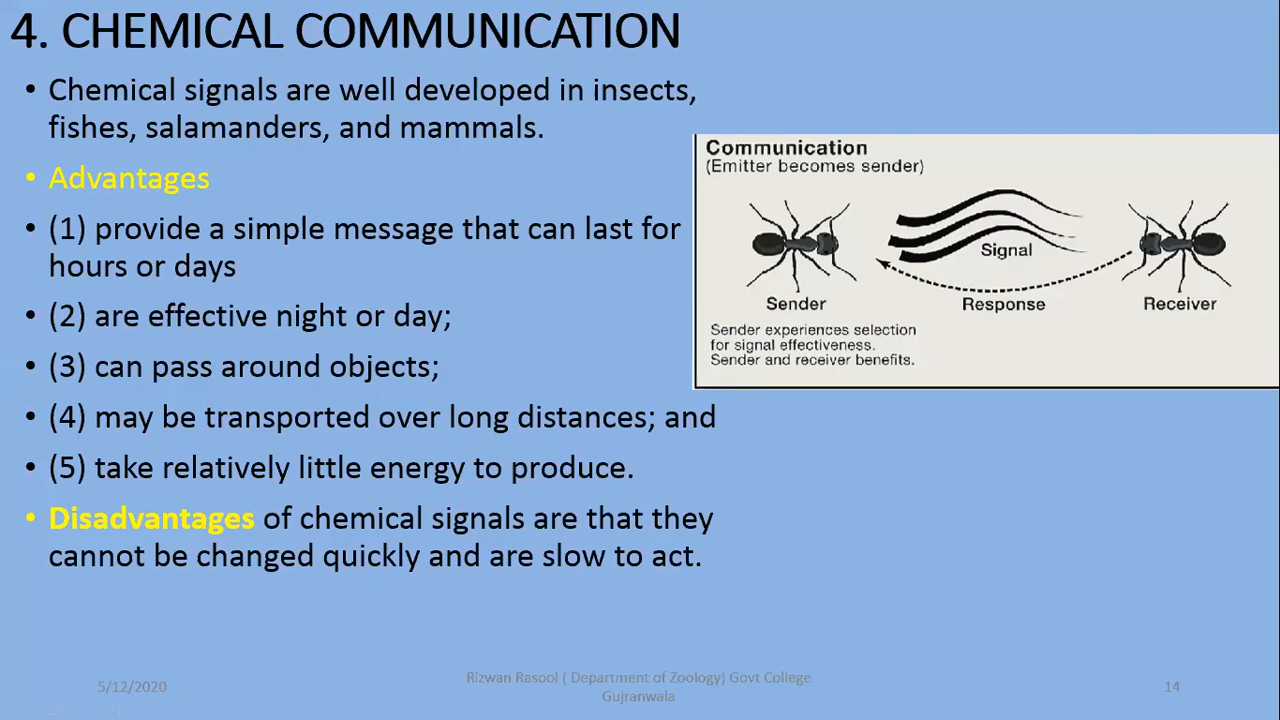 4. CHEMICAL COMMUNICATION
• Chemical signals are well developed in insects,
fishes, salamanders, and mammals.
• Advantages
• (1) provide a simple message that can last for
hours or days
• (2) are effective night or day;
• (3) can pass around objects;
• (4) may be transported over long distances; and
• (5) take relatively little energy to produce.
• Disadvantages of chemical signals are that they
cannot be changed quickly and are slow to act.
Communication
(Emitter becomes sender)
Signal
Sender
Response
Receiver
Sender experiences selection
for signal effectiveness.
Sender and receiver benefits.
5/12/2020
Rizwan Rasool ( Department of Zoology) Govt College
Gujranwala
14